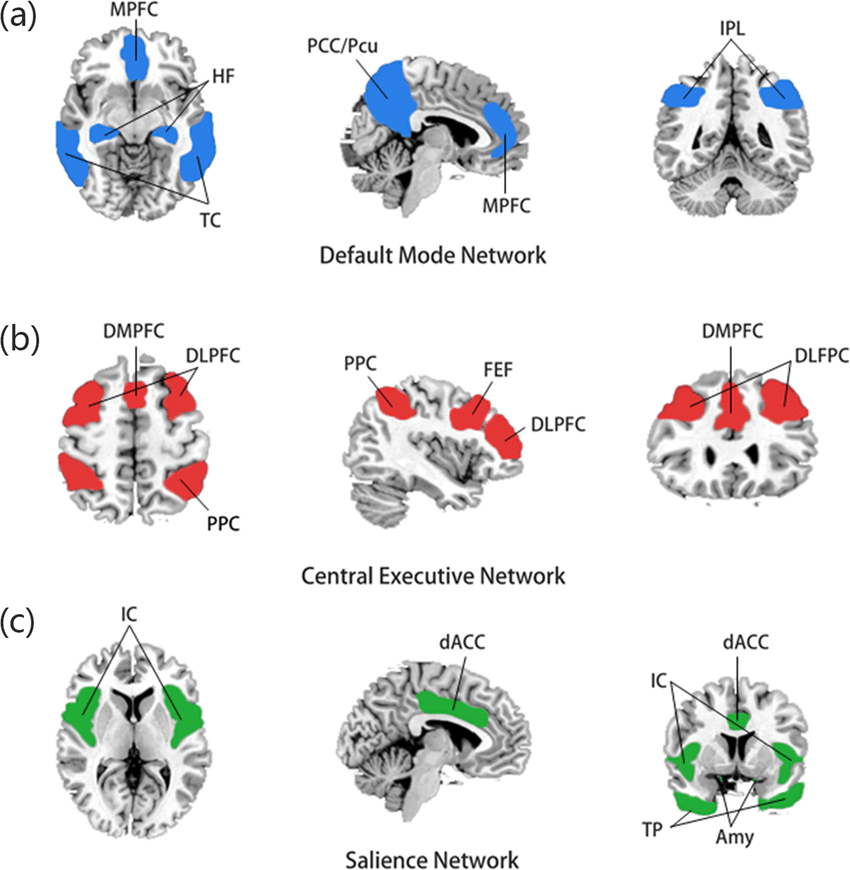 (a)
MPFC
HF
TC
PCC/Pcu
MPFC
IPL
Default Mode Network
(b)
DMPFC
DLPFC
PPC
PPC
FEF
DLPFC
DMPFC
DLFPC
Central Executive Network
(c)
IC
dACC
dACC
IC
TP
Amy
Salience Network